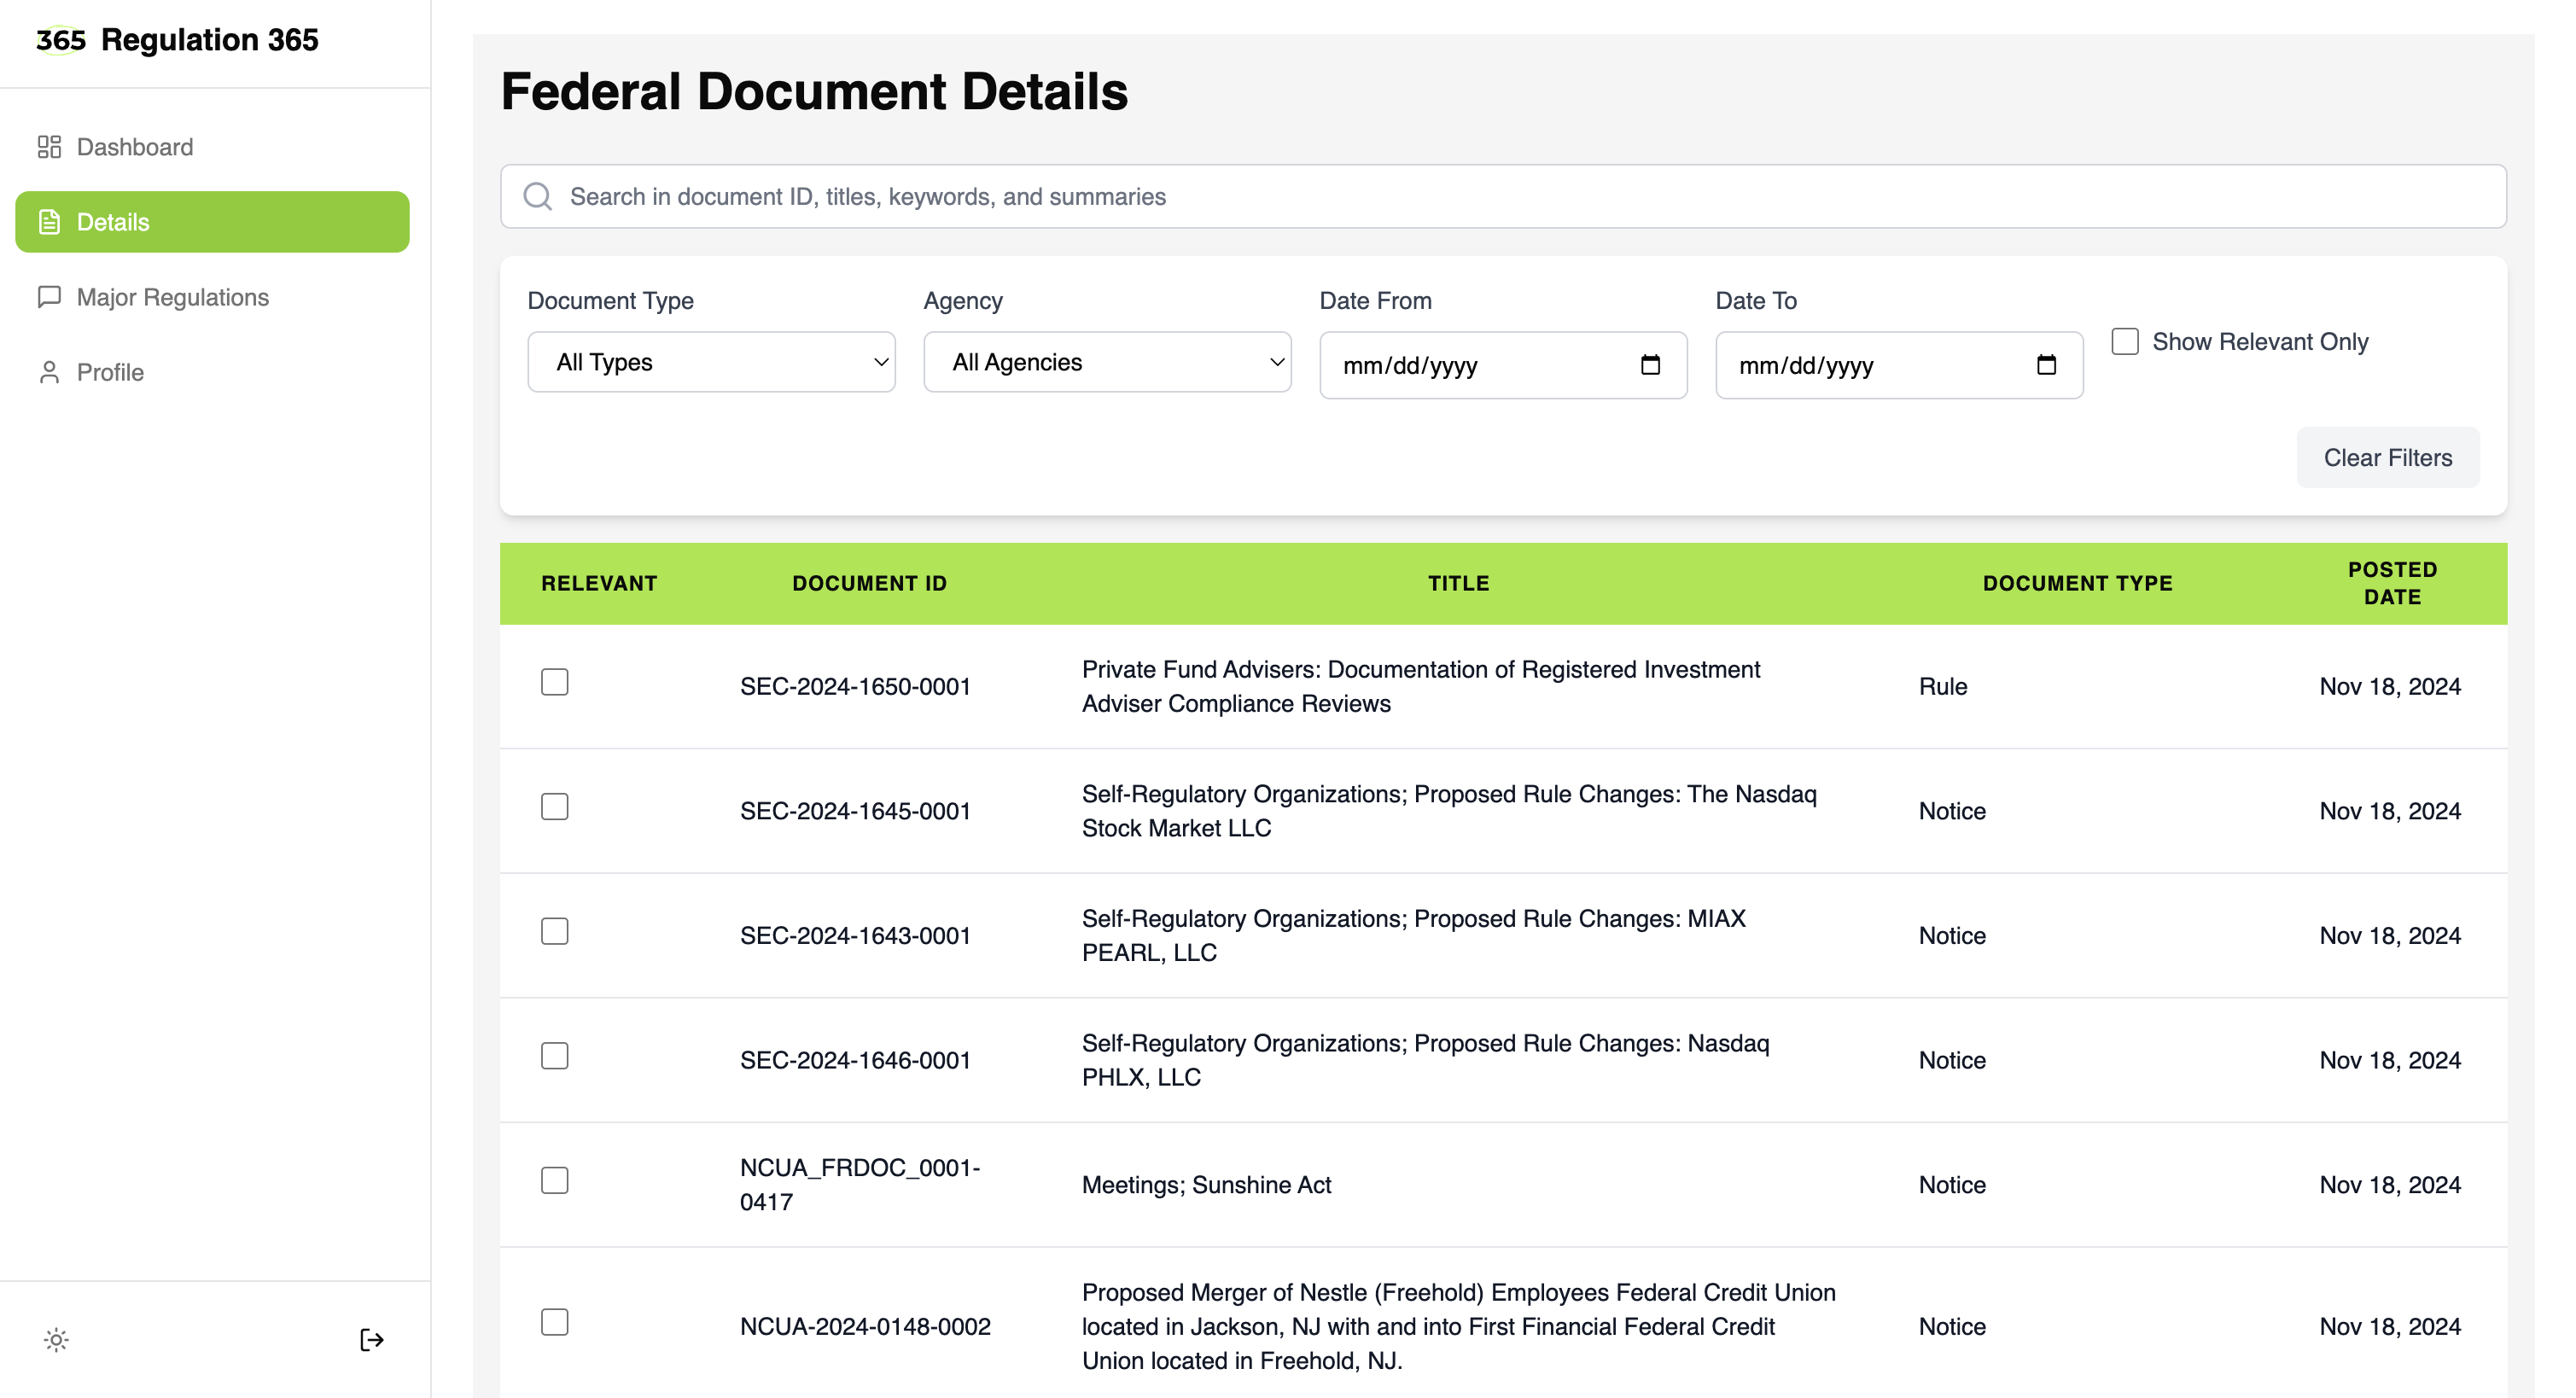 365 Regulation 365
Dashboard
Details
Major Regulations
Profile
Federal Document Details
Search in document ID, titles, keywords, and summaries
Document Type
Agency
Date From
Date To
All Types
All Agencies
mm/dd/yyyy
mm/dd/yyyy
Show Relevant Only
Clear Filters
RELEVANT
DOCUMENT ID
TITLE
DOCUMENT TYPE
POSTED
DATE
SEC-2024-1650-0001
Private Fund Advisers: Documentation of Registered Investment
Adviser Compliance Reviews
Rule
Nov 18, 2024
SEC-2024-1645-0001
Self-Regulatory Organizations; Proposed Rule Changes: The Nasdaq
Stock Market LLC
Notice
Nov 18, 2024
SEC-2024-1643-0001
Self-Regulatory Organizations; Proposed Rule Changes: MIAX
PEARL, LLC
Notice
Nov 18, 2024
SEC-2024-1646-0001
Self-Regulatory Organizations; Proposed Rule Changes: Nasdaq
PHLX, LLC
Notice
Nov 18, 2024
NCUA_FRDOC_0001-
0417
Meetings; Sunshine Act
Notice
Nov 18, 2024
NCUA-2024-0148-0002
Proposed Merger of Nestle (Freehold) Employees Federal Credit Union
located in Jackson, NJ with and into First Financial Federal Credit
Union located in Freehold, NJ.
Notice
Nov 18, 2024